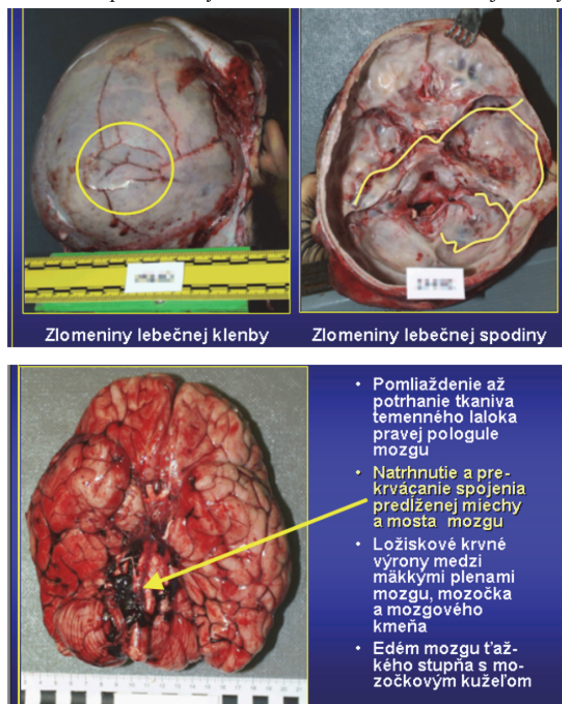 Zlomeniny lebečnej klenby
Zlomeniny lebečnej spodiny
• Pomliaždenie až
potrhanie tkaniva
temenného laloka
pravej pologule
mozgu
• Natrhnutie a pre-
krvácanie spojenia
predĺženej miechy
a mosta mozgu
• Ložiskové krvné
výrony medzi
mäkkými plenami
mozgu, mozočka
a mozgového
kmeňa
• Edém mozgu ťaž-
kého stupňa s mo-
zočkovým kužeľom